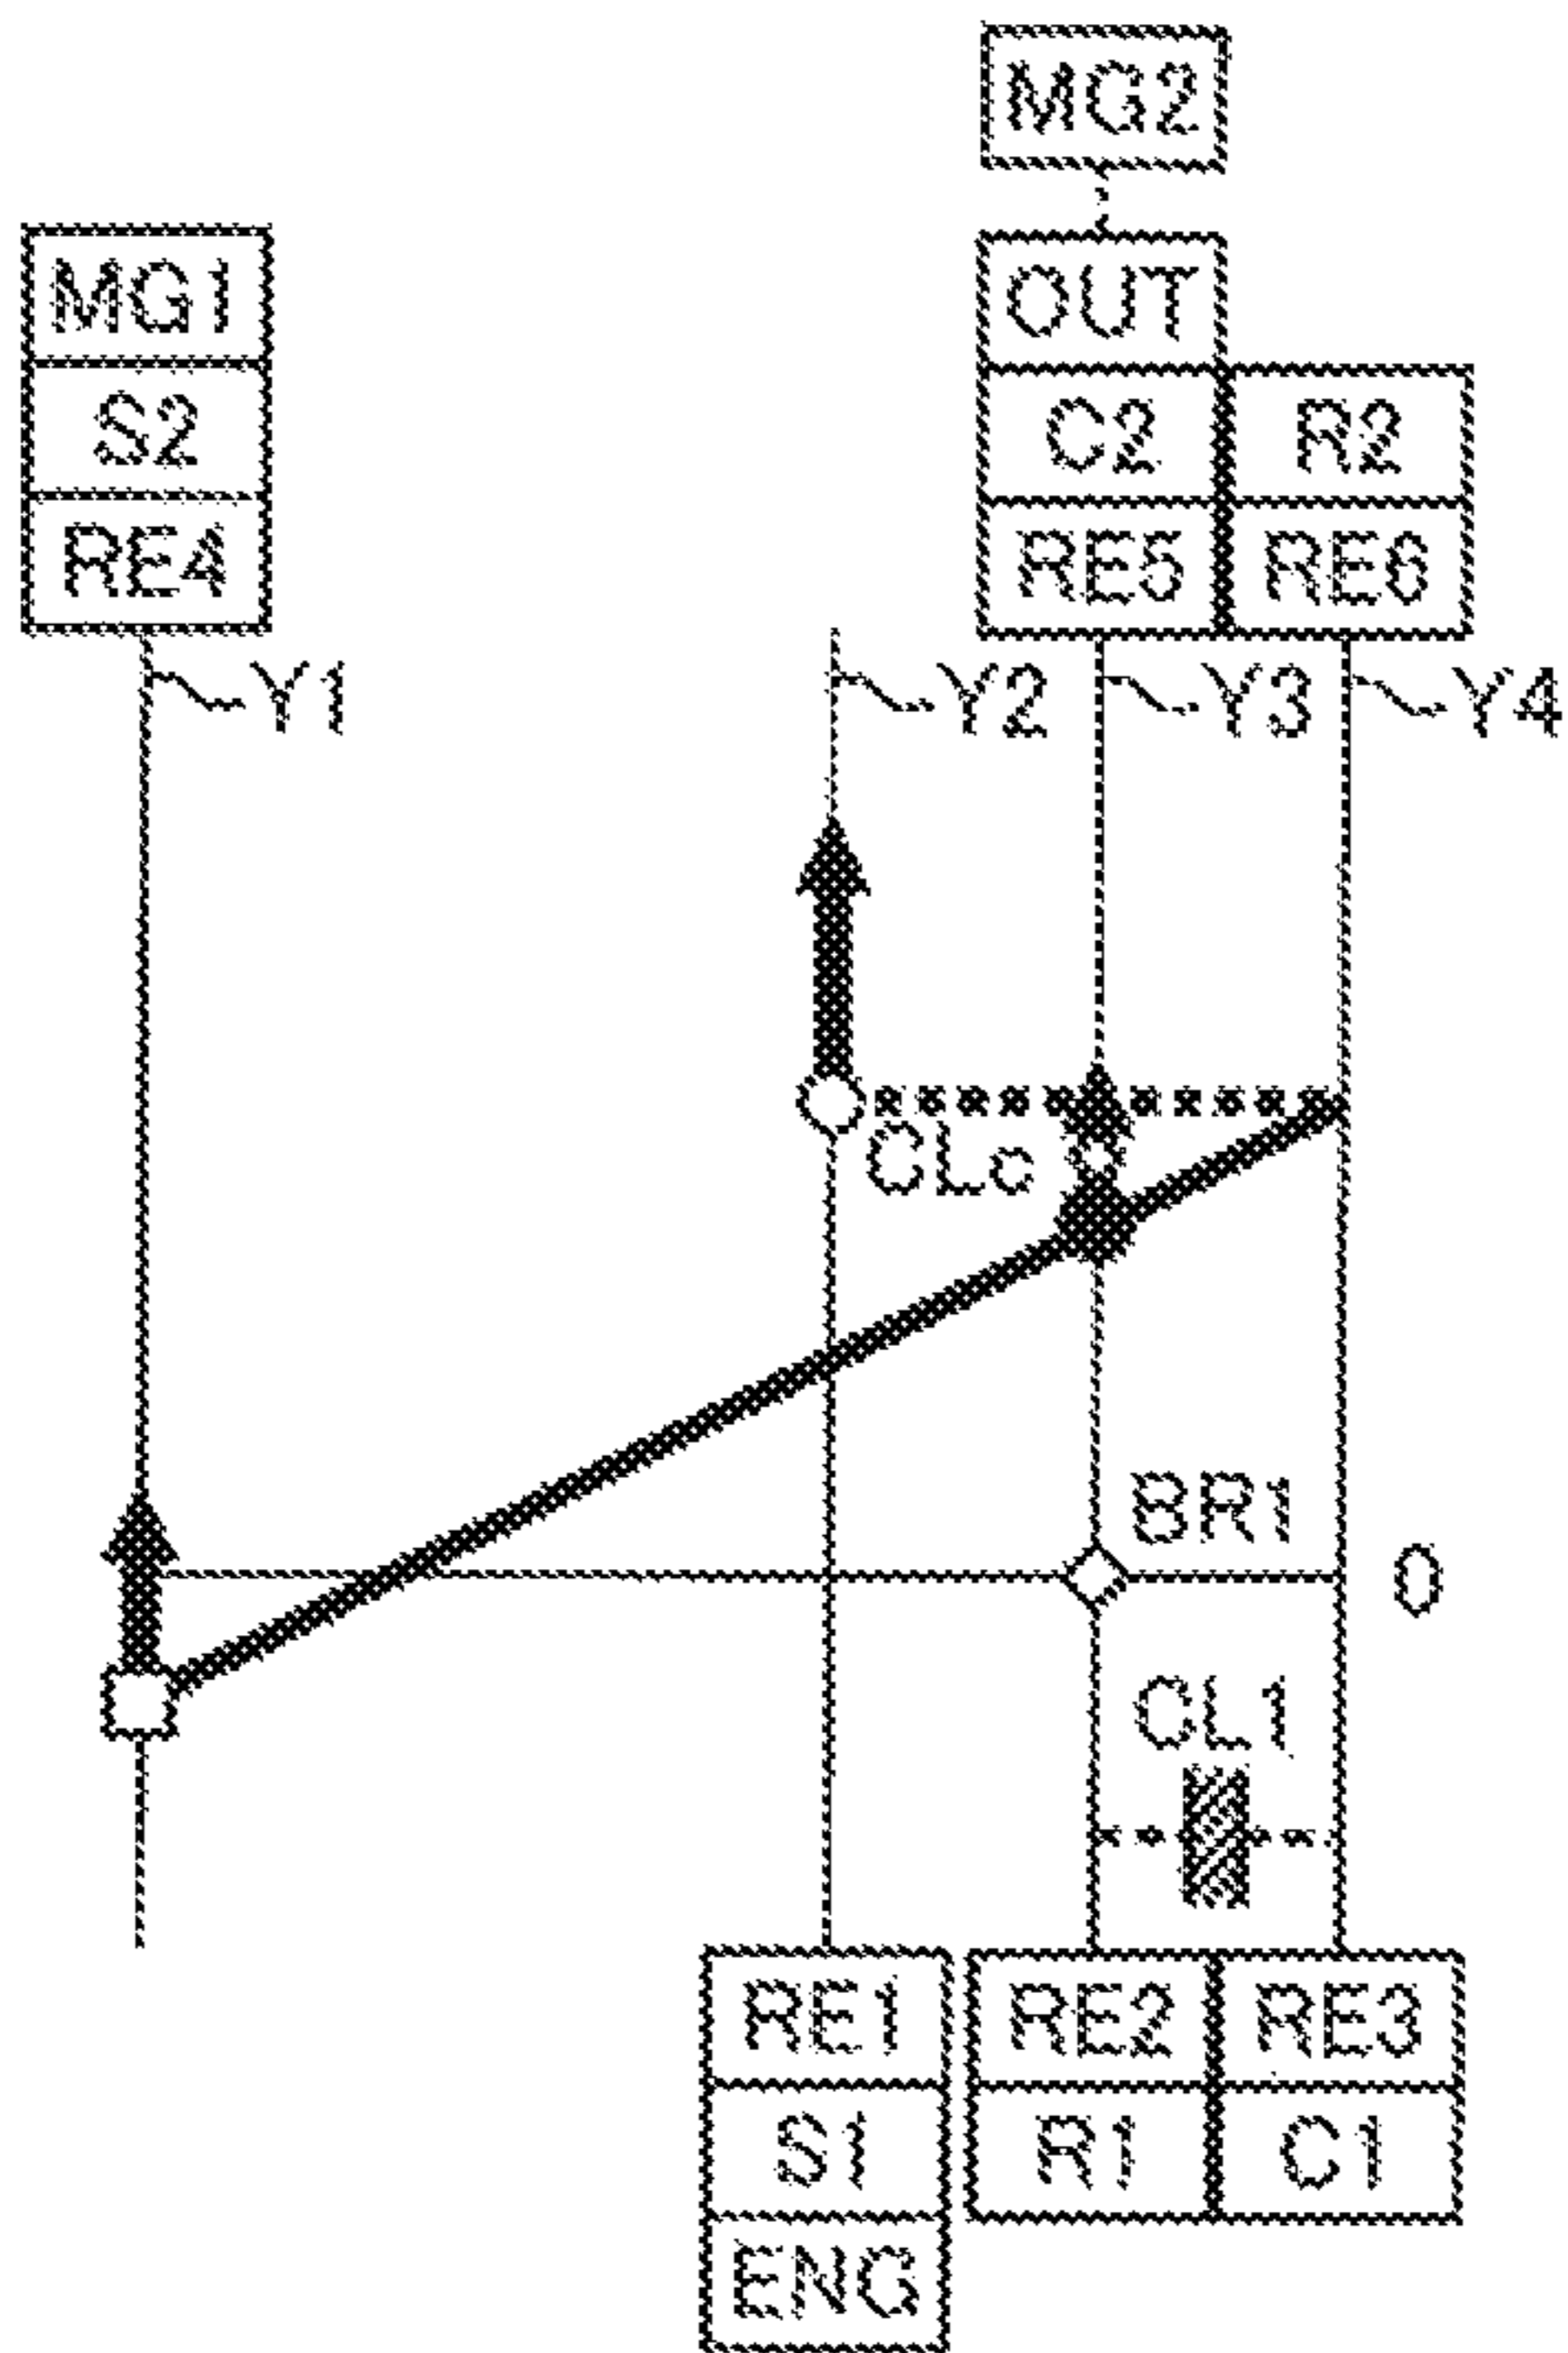 MG2
MG1 OUT
S2 C2 R2
RE4 RE5 RE6
Y1 Y2 Y3 Y4
CLc
BR1
0
CL1
RE1 RE2 RE3
S1 R1 C1
ENG